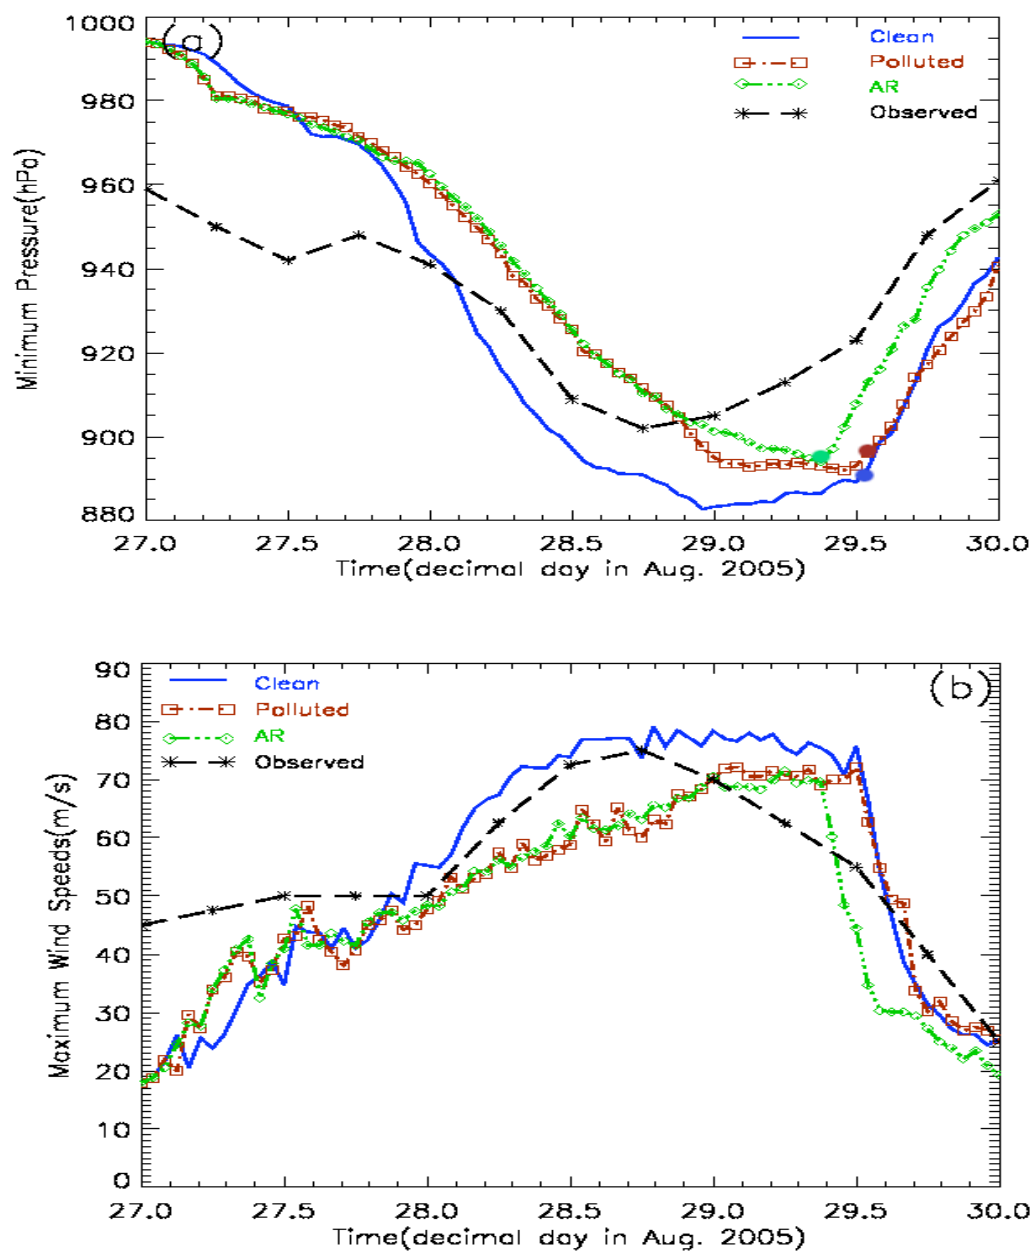 1000
(a)
Clean
Polluted
AR
Observed
980
960
940
920
900
880
Minimum Pressure(hPa)
27.0 27.5 28.0 28.5 29.0 29.5 30.0
Time(decimal day in Aug. 2005)
90
(b)
Clean
Polluted
AR
Observed
80
70
60
50
40
30
20
10
0
Maximum Wind Speeds(m/s)
27.0 27.5 28.0 28.5 29.0 29.5 30.0
Time(decimal day in Aug. 2005)